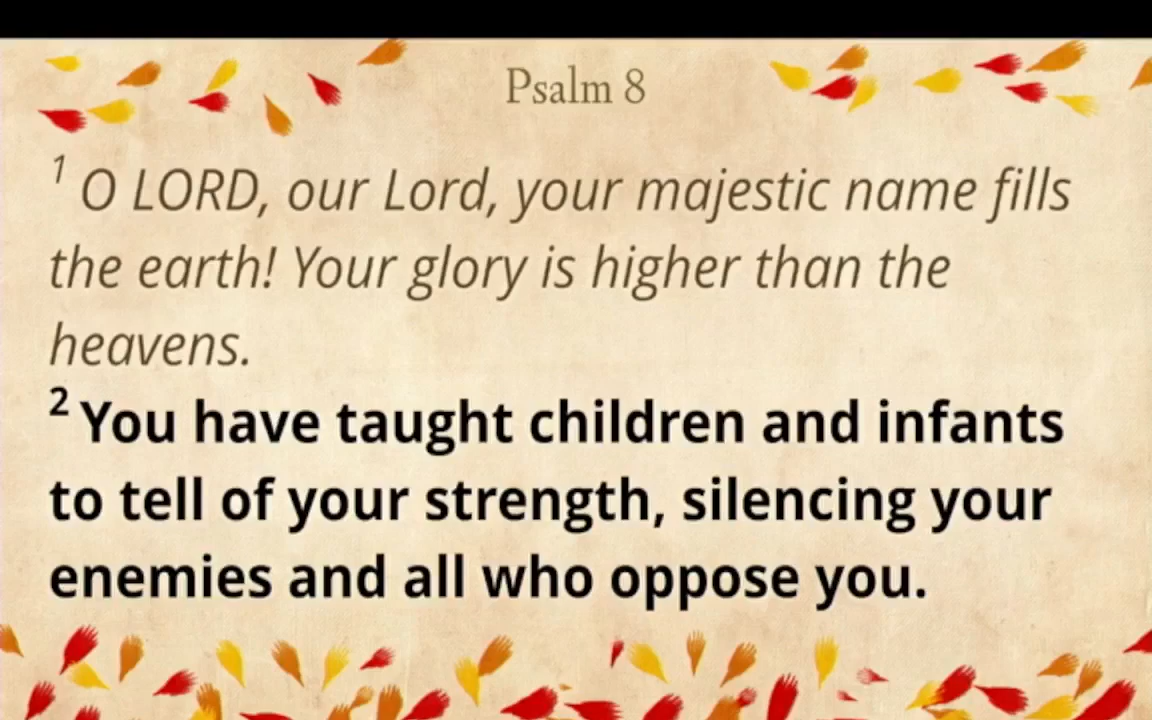 Psalm 8
1 O LORD, our Lord, your majestic name fills
the earth! Your glory is higher than the
heavens.
2 You have taught children and infants
to tell of your strength, silencing your
enemies and all who oppose you.